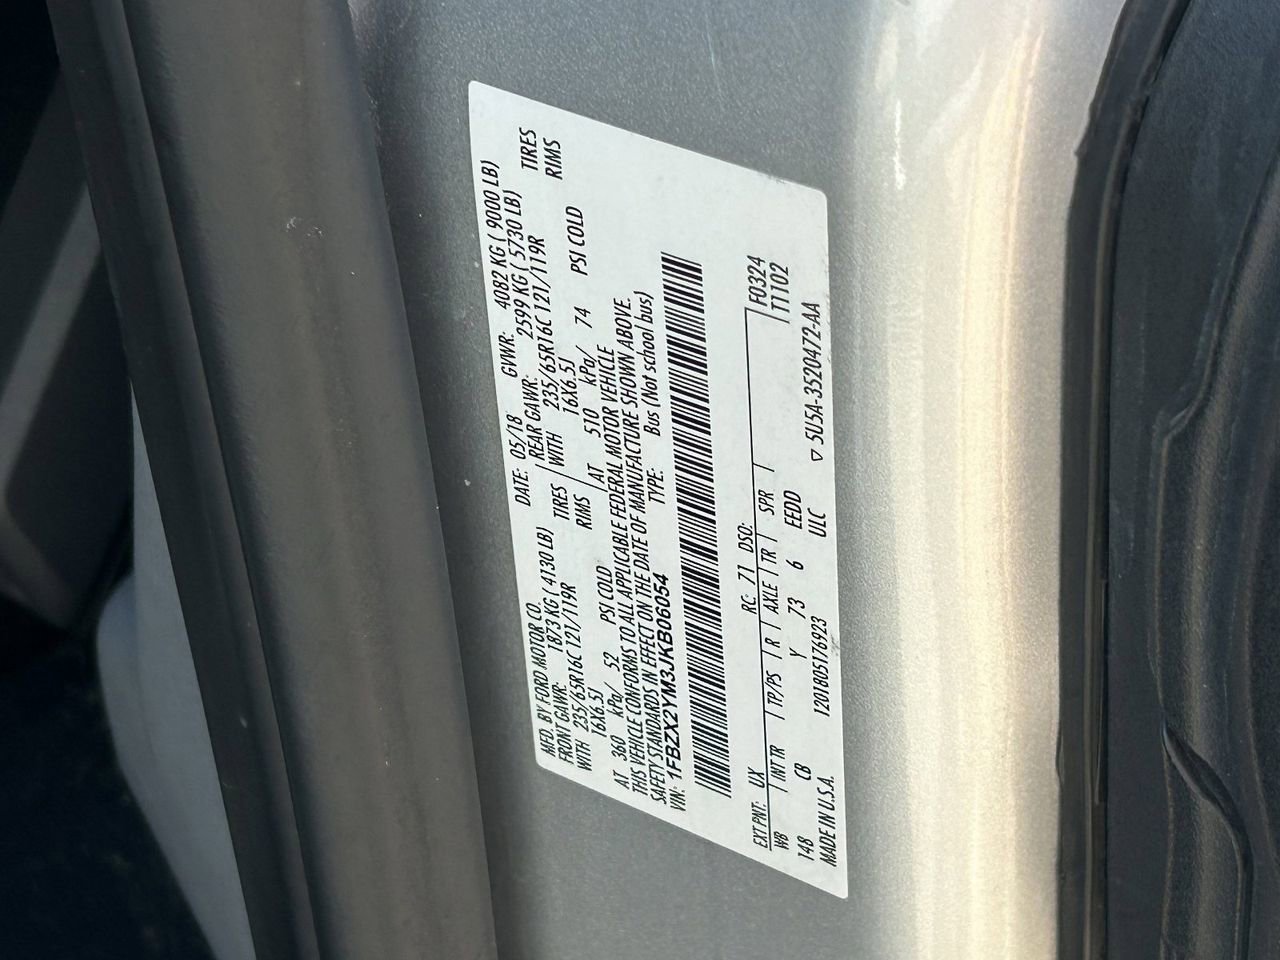 MFD. BY FORD MOTOR CO. DATE: 05/18 GVWR: 4082 KG ( 9000 LB)
FRONT GAWR: 1873 KG ( 4130 LB) REAR GAWR: 2599 KG ( 5730 LB)
WITH 235/65R16C 121/119R TIRES WITH 235/65R16C 121/119R TIRES
16X6.5J RIMS 16X6.5J RIMS
AT 360 kPa/ 52 PSI COLD AT 510 kPa/ 74 PSI COLD
THIS VEHICLE CONFORMS TO ALL APPLICABLE FEDERAL MOTOR VEHICLE
SAFETY STANDARDS IN EFFECT ON THE DATE OF MANUFACTURE SHOWN ABOVE.
VIN: 1FBZX2YM3JKB06054 TYPE: Bus (Not school bus)
EXT PNT: UX RC: 71 DSO: F0324
WB INT TR TP/PS R AXLE TR SPR T1102
148 CB Y 73 6 EEDD
MADE IN U.S.A. 120180517​6923 ULC ▽ 5U5A-3520472-AA